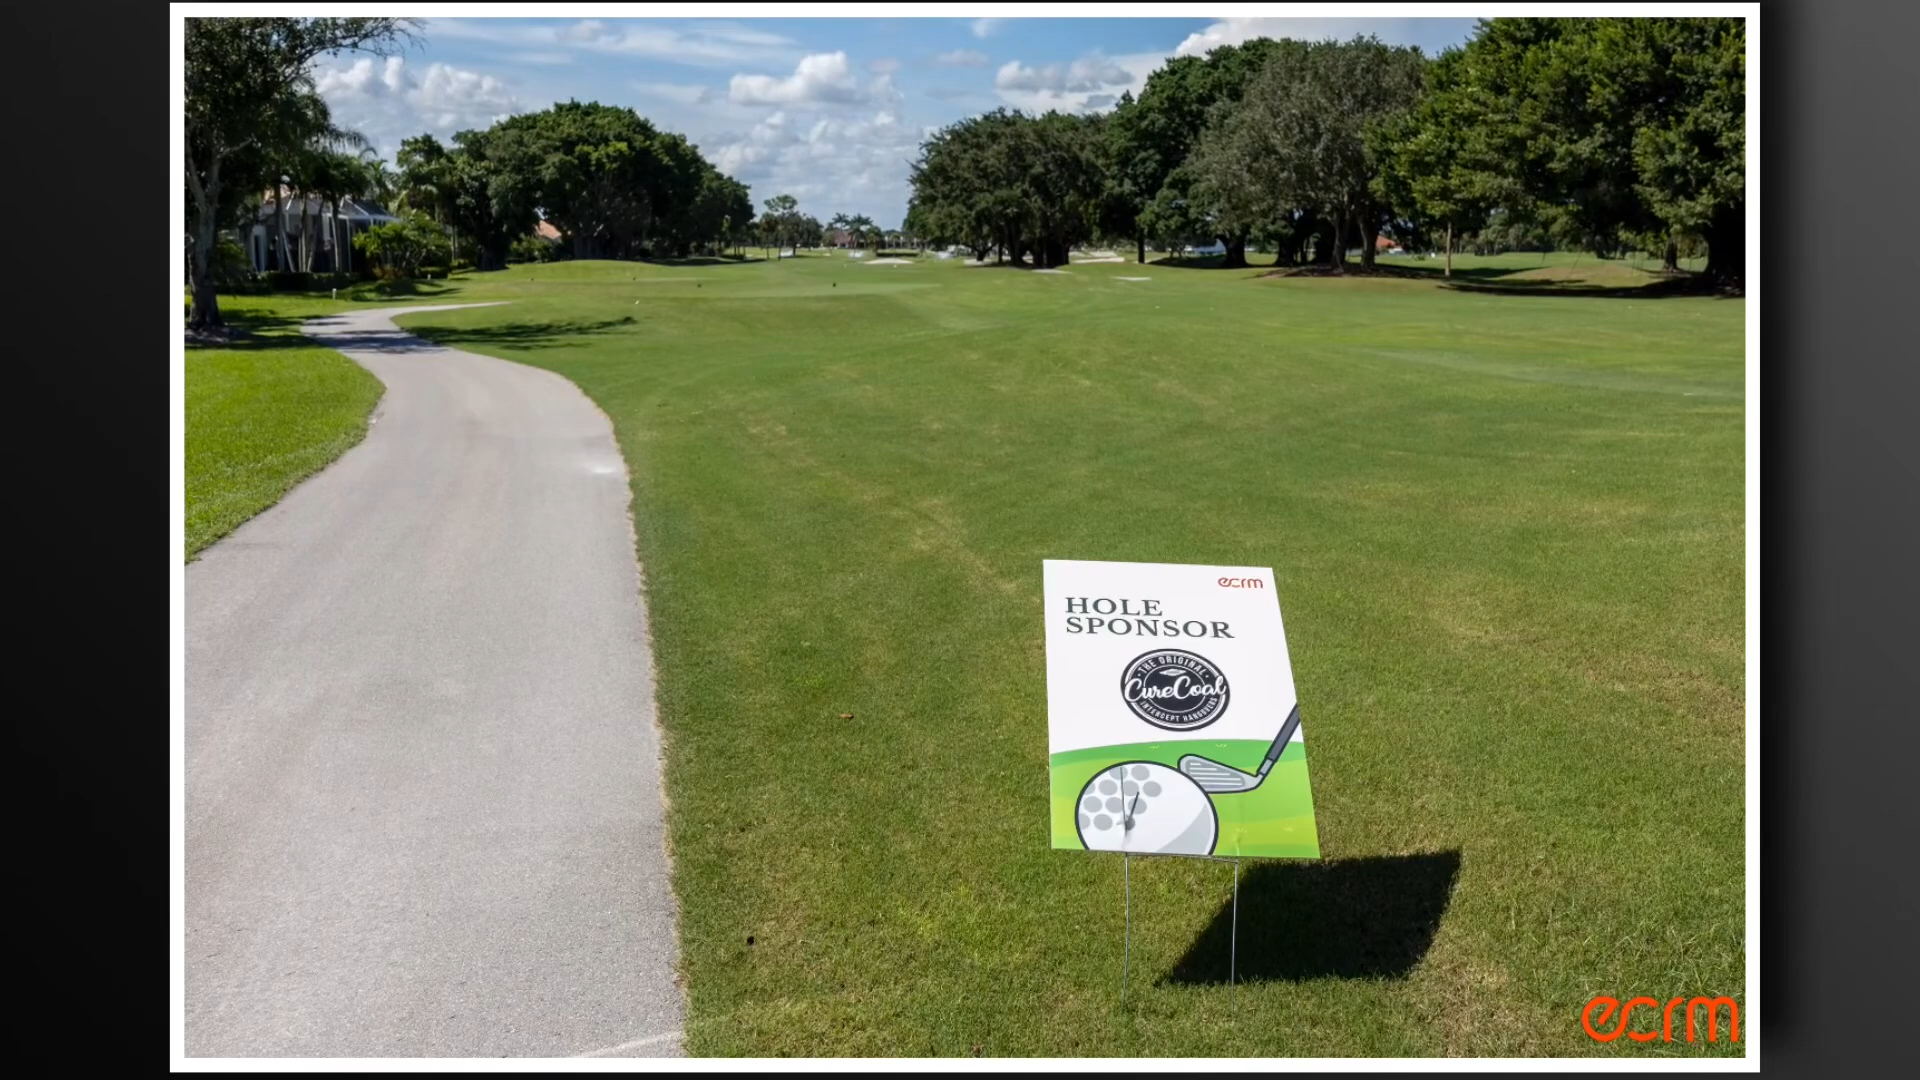 ecrm
HOLE
SPONSOR
THE ORIGINAL
CureCoal
INTERCEPT HANGOVERS
ecrm